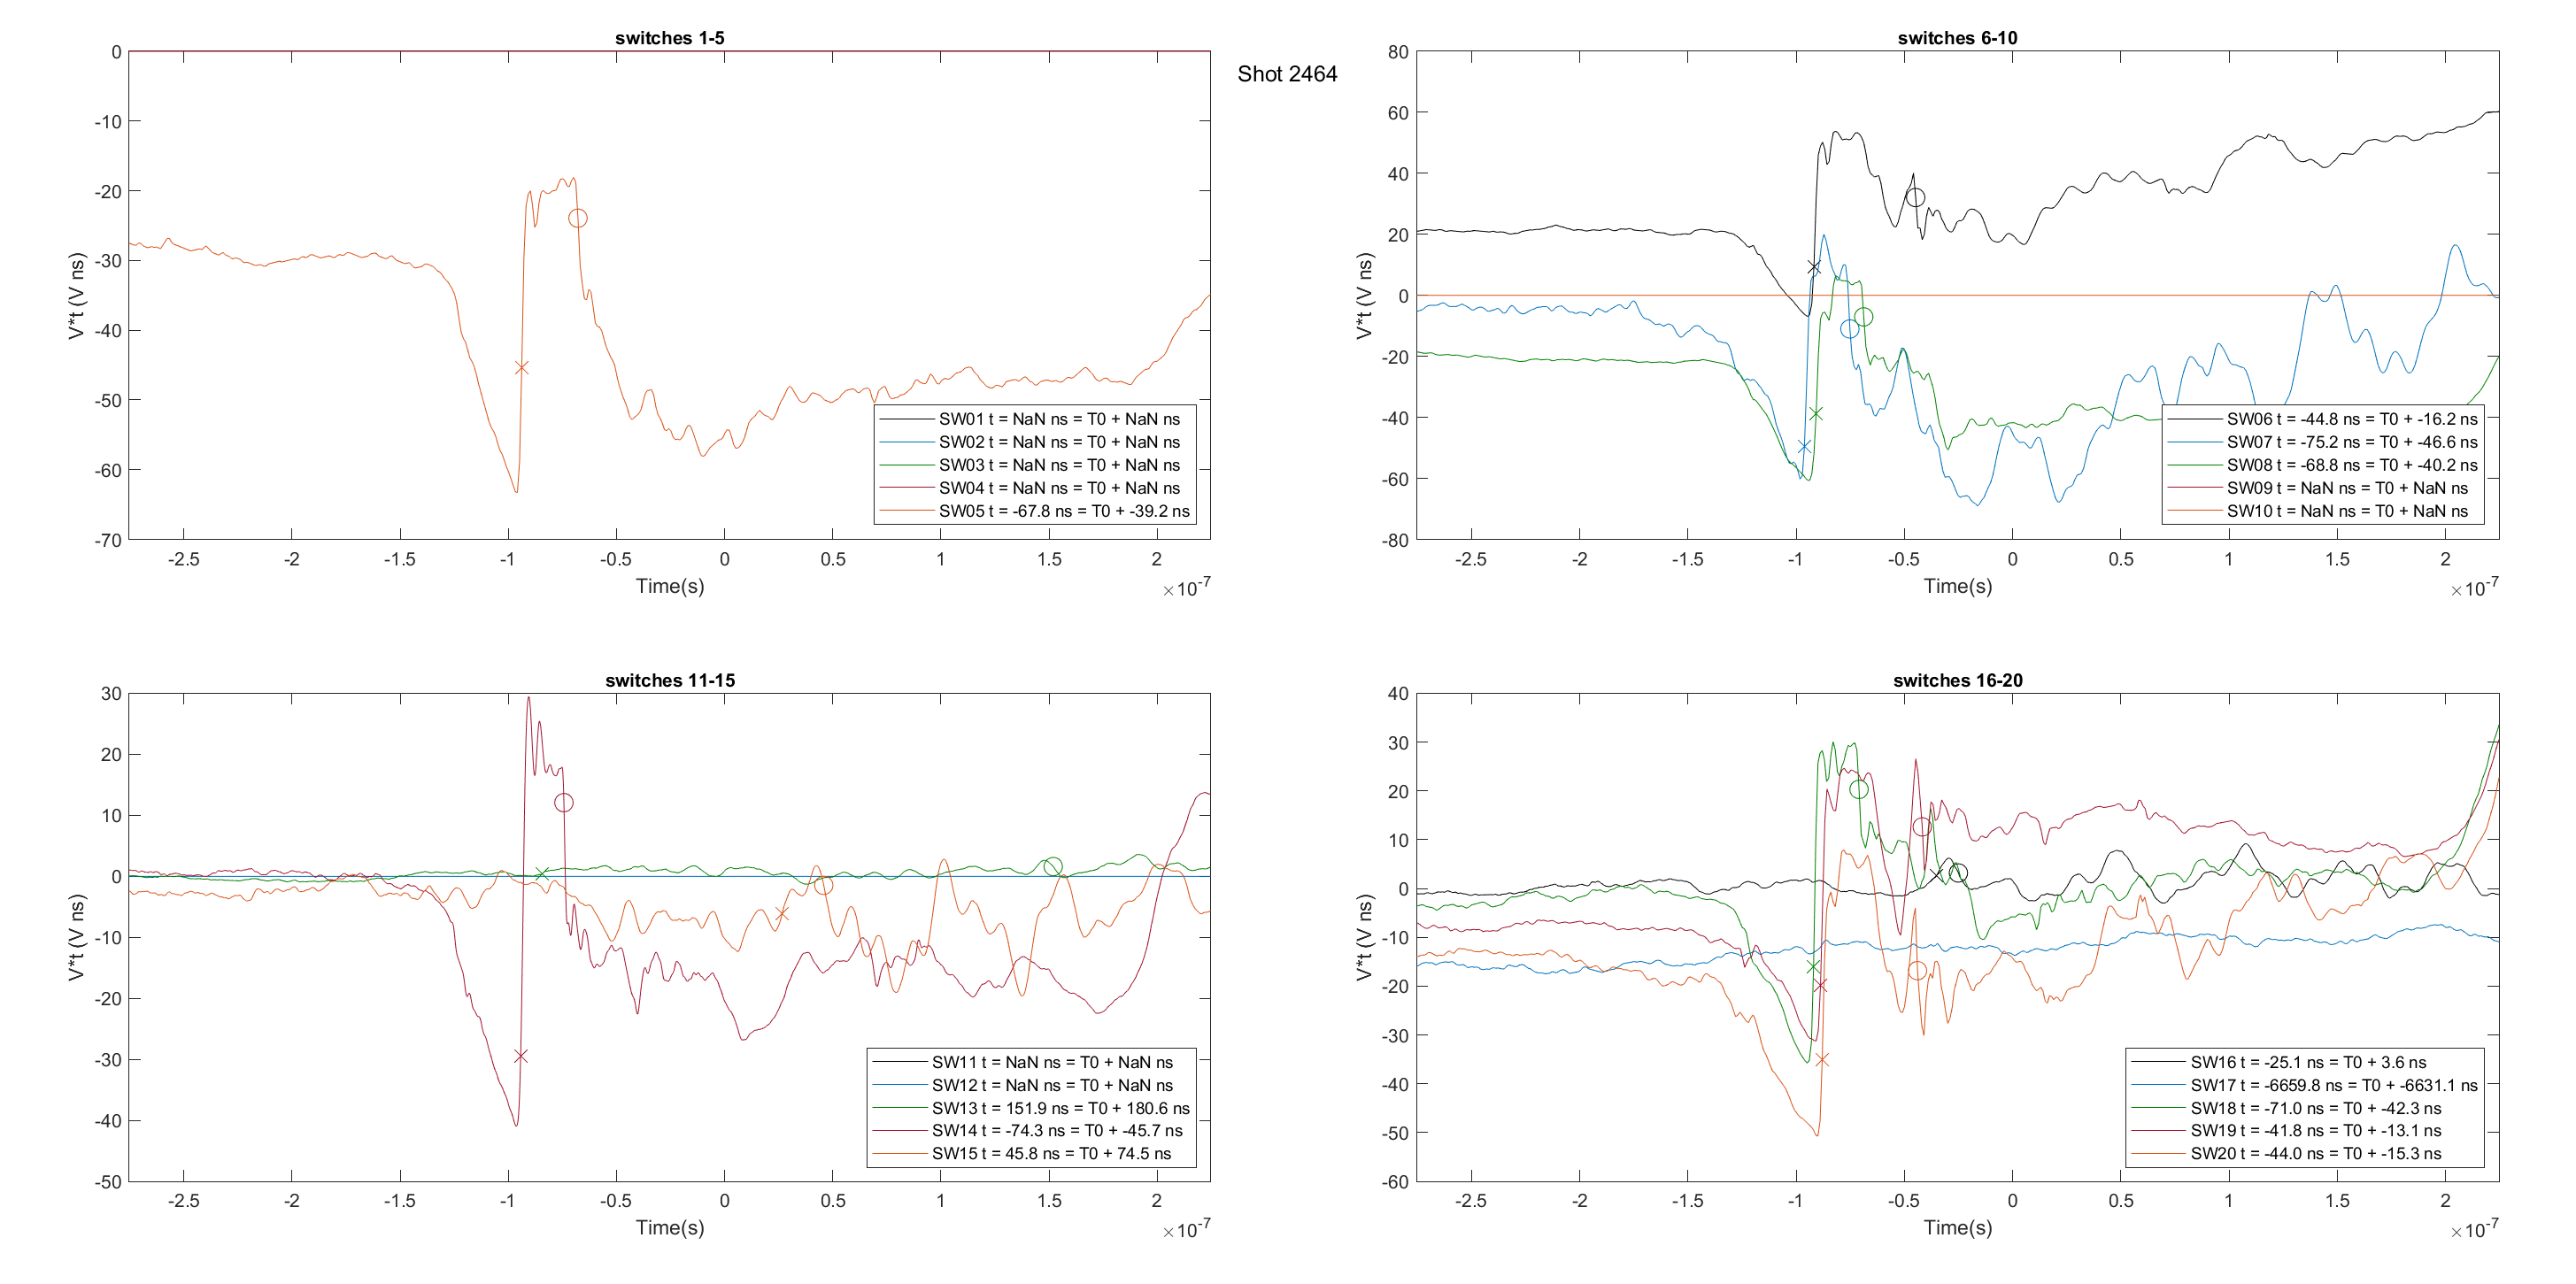 Shot 2464
switches 1-5
0
-10
-20
-30
-40
-50
-60
-70
V*t (V ns)
-2.5 -2 -1.5 -1 -0.5 0 0.5 1 1.5 2
Time(s)
×10-7
SW01 t = NaN ns = T0 + NaN ns
SW02 t = NaN ns = T0 + NaN ns
SW03 t = NaN ns = T0 + NaN ns
SW04 t = NaN ns = T0 + NaN ns
SW05 t = -67.8 ns = T0 + -39.2 ns
switches 6-10
80
60
40
20
0
-20
-40
-60
-80
V*t (V ns)
-2.5 -2 -1.5 -1 -0.5 0 0.5 1 1.5 2
Time(s)
×10-7
SW06 t = -44.8 ns = T0 + -16.2 ns
SW07 t = -75.2 ns = T0 + -46.6 ns
SW08 t = -68.8 ns = T0 + -40.2 ns
SW09 t = NaN ns = T0 + NaN ns
SW10 t = NaN ns = T0 + NaN ns
switches 11-15
30
20
10
0
-10
-20
-30
-40
-50
V*t (V ns)
-2.5 -2 -1.5 -1 -0.5 0 0.5 1 1.5 2
Time(s)
×10-7
SW11 t = NaN ns = T0 + NaN ns
SW12 t = NaN ns = T0 + NaN ns
SW13 t = 151.9 ns = T0 + 180.6 ns
SW14 t = -74.3 ns = T0 + -45.7 ns
SW15 t = 45.8 ns = T0 + 74.5 ns
switches 16-20
40
30
20
10
0
-10
-20
-30
-40
-50
-60
V*t (V ns)
-2.5 -2 -1.5 -1 -0.5 0 0.5 1 1.5 2
Time(s)
×10-7
SW16 t = -25.1 ns = T0 + 3.6 ns
SW17 t = -6659.8 ns = T0 + -6631.1 ns
SW18 t = -71.0 ns = T0 + -42.3 ns
SW19 t = -41.8 ns = T0 + -13.1 ns
SW20 t = -44.0 ns = T0 + -15.3 ns